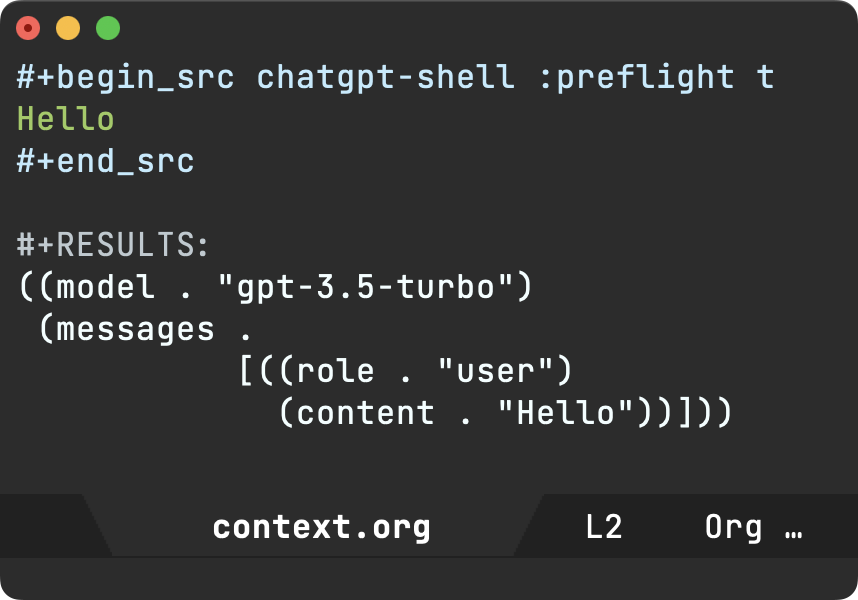 #+begin_src chatgpt-shell :preflight t
Hello
#+end_src

#+RESULTS:
((model . "gpt-3.5-turbo")
 (messages .
           [((role . "user")
             (content . "Hello"))]))
context.org L2 Org …